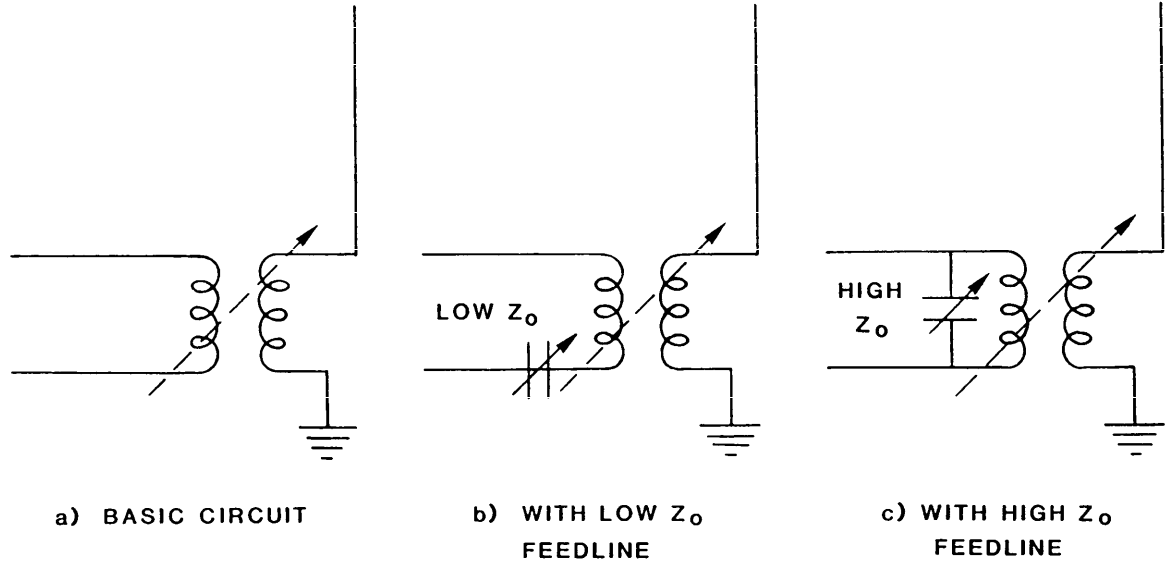 LOW Zo
HIGH
Zo
a) BASIC CIRCUIT
b) WITH LOW Zo
FEEDLINE
c) WITH HIGH Zo
FEEDLINE